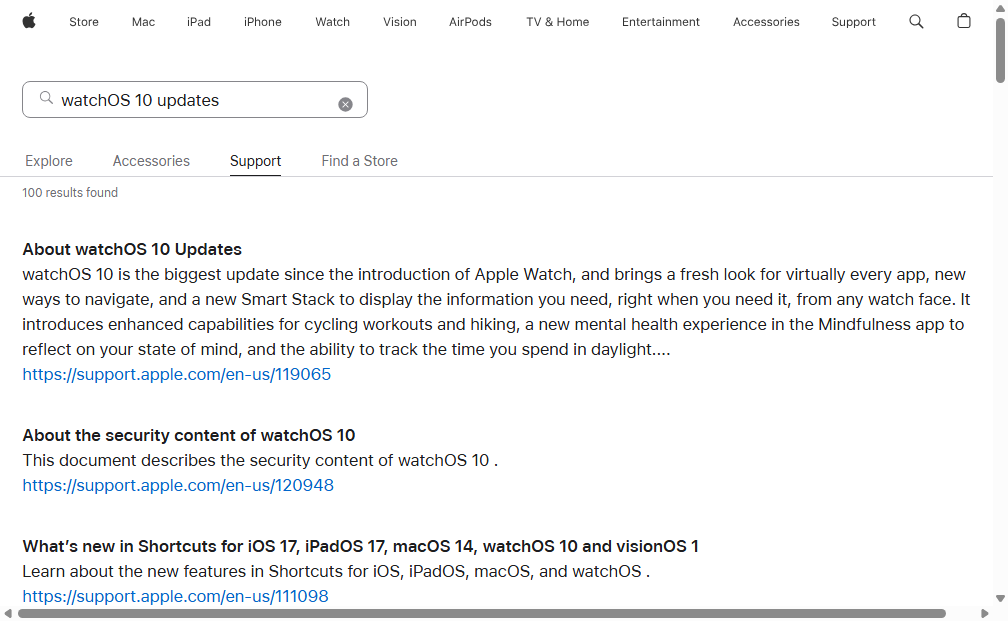 Store Mac iPad iPhone Watch Vision AirPods TV & Home Entertainment Accessories Support
watchOS 10 updates
Explore Accessories Support Find a Store
100 results found
About watchOS 10 Updates
watchOS 10 is the biggest update since the introduction of Apple Watch, and brings a fresh look for virtually every app, new
ways to navigate, and a new Smart Stack to display the information you need, right when you need it, from any watch face. It
introduces enhanced capabilities for cycling workouts and hiking, a new mental health experience in the Mindfulness app to
reflect on your state of mind, and the ability to track the time you spend in daylight....
https://support.apple.com/en-us/119065
About the security content of watchOS 10
This document describes the security content of watchOS 10 .
https://support.apple.com/en-us/120948
What's new in Shortcuts for iOS 17, iPadOS 17, macOS 14, watchOS 10 and visionOS 1
Learn about the new features in Shortcuts for iOS, iPadOS, macOS, and watchOS .
https://support.apple.com/en-us/111098